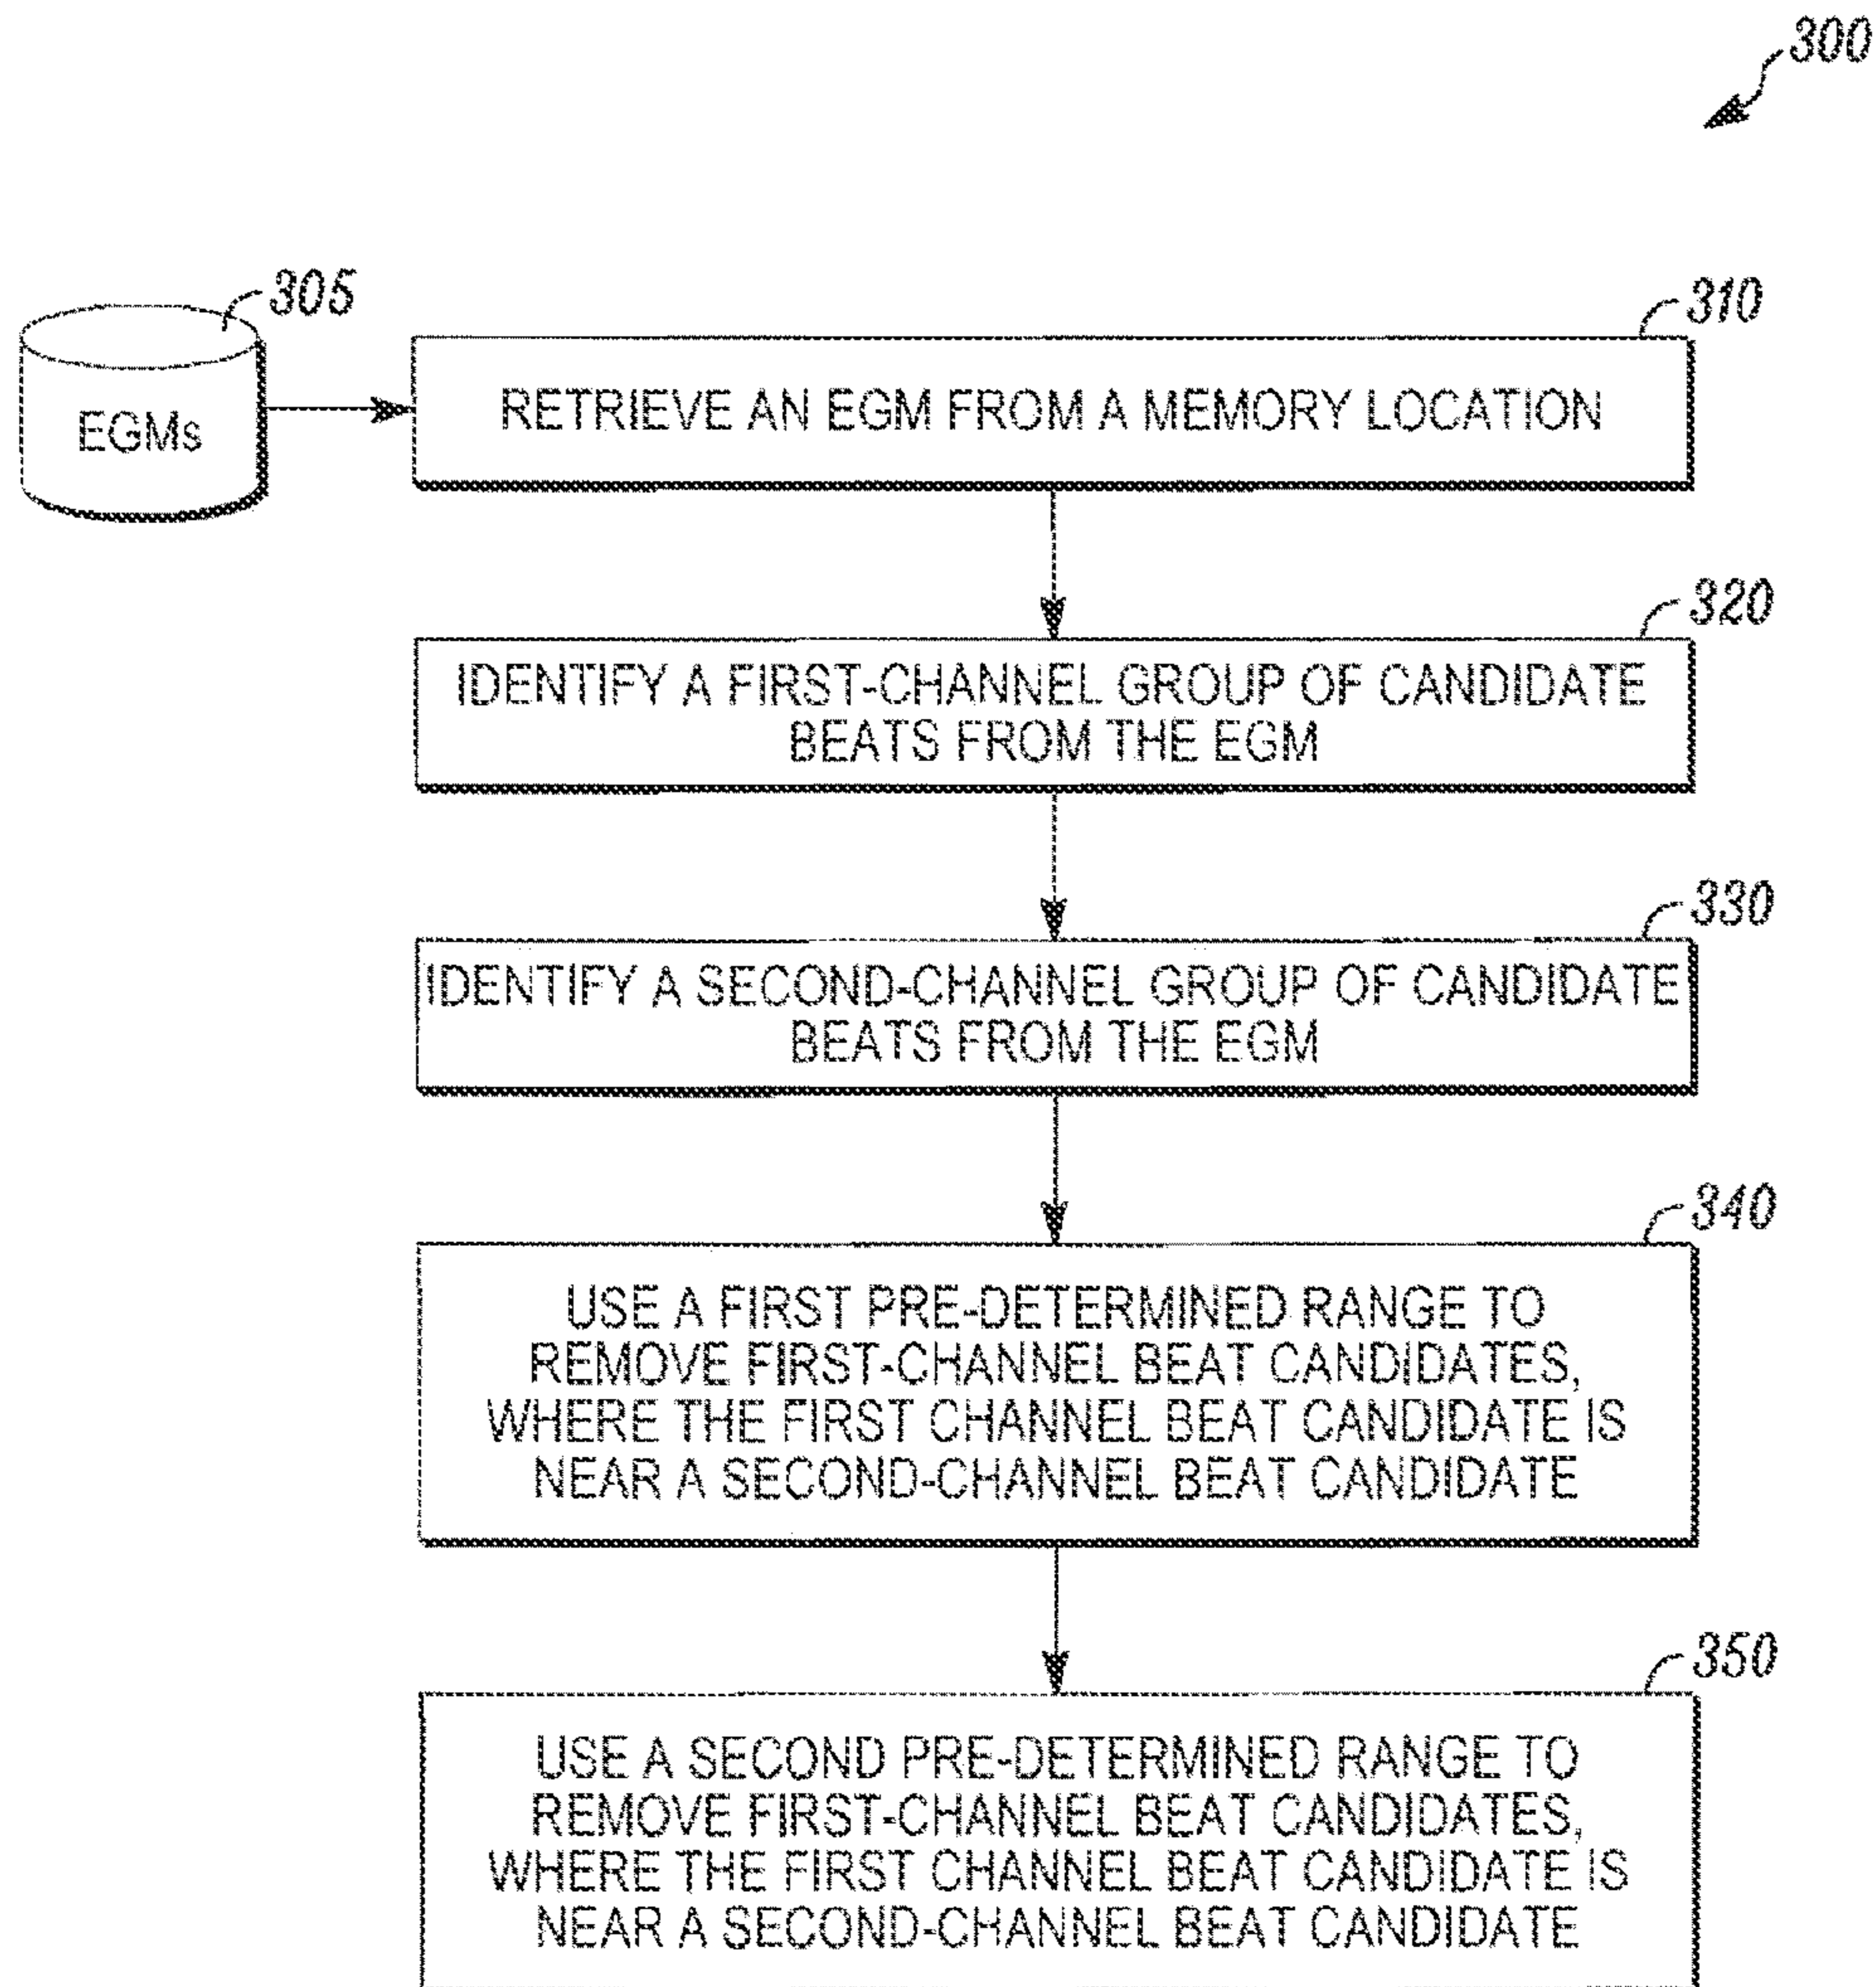 300
305
EGMs
310
RETRIEVE AN EGM FROM A MEMORY LOCATION
320
IDENTIFY A FIRST-CHANNEL GROUP OF CANDIDATE
BEATS FROM THE EGM
330
IDENTIFY A SECOND-CHANNEL GROUP OF CANDIDATE
BEATS FROM THE EGM
340
USE A FIRST PRE-DETERMINED RANGE TO
REMOVE FIRST-CHANNEL BEAT CANDIDATES,
WHERE THE FIRST CHANNEL BEAT CANDIDATE IS
NEAR A SECOND-CHANNEL BEAT CANDIDATE
350
USE A SECOND PRE-DETERMINED RANGE TO
REMOVE FIRST-CHANNEL BEAT CANDIDATES,
WHERE THE FIRST CHANNEL BEAT CANDIDATE IS
NEAR A SECOND-CHANNEL BEAT CANDIDATE